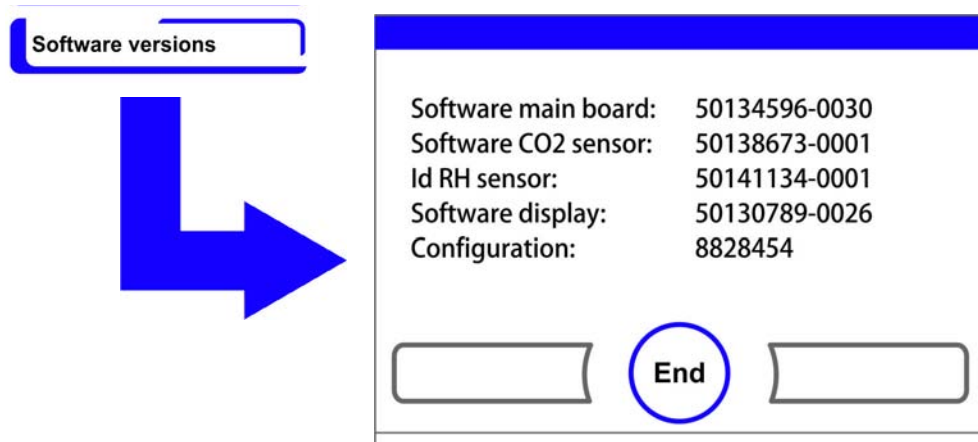 Software versions
Software main board: 50134596-0030
Software CO2 sensor: 50138673-0001
Id RH sensor: 50141134-0001
Software display: 50130789-0026
Configuration: 8828454
End